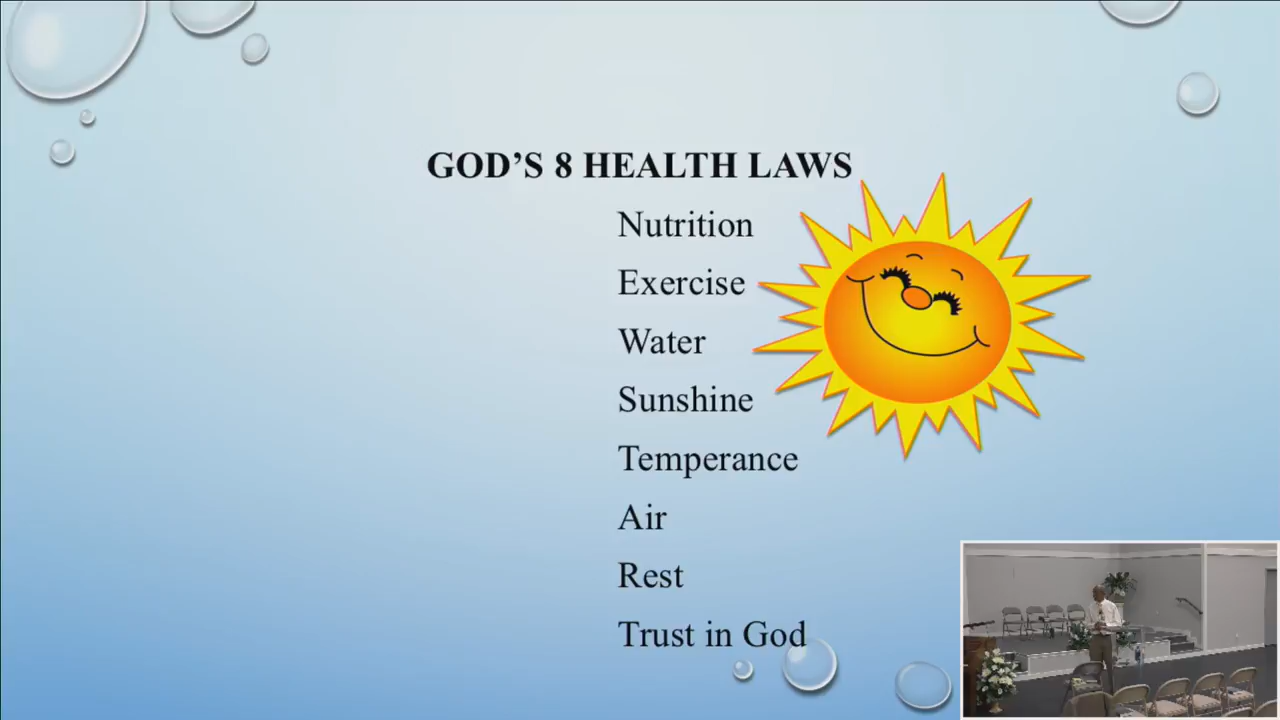 GOD’S 8 HEALTH LAWS
Nutrition
Exercise
Water
Sunshine
Temperance
Air
Rest
Trust in God